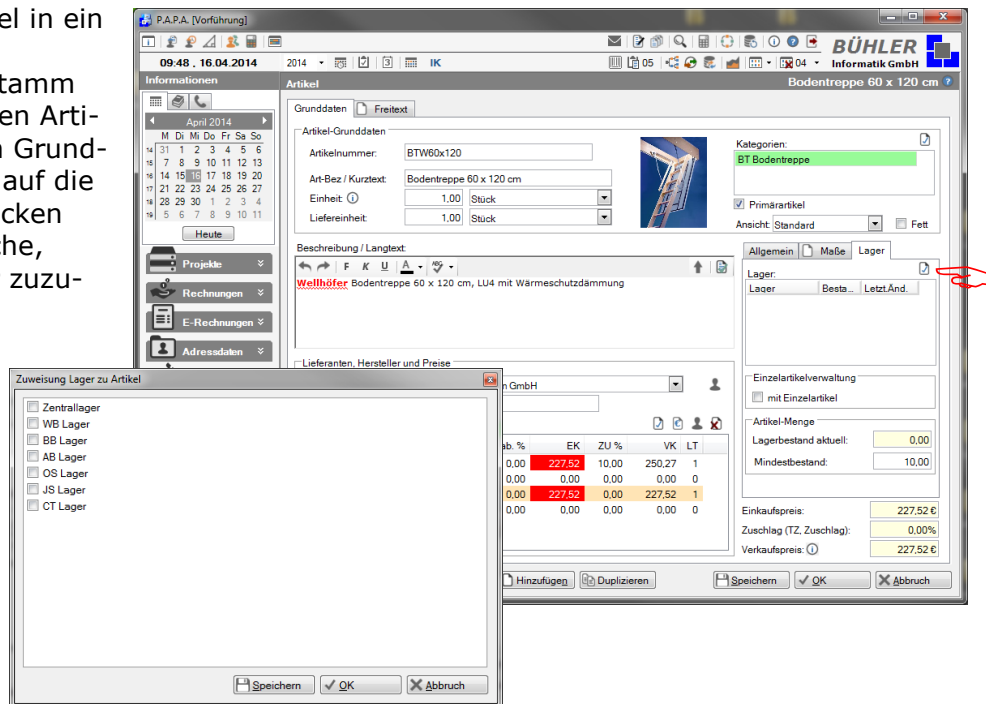 el in ein
tamm
en Arti-
n Grund-
auf die
cken
che,
zuzu-
P.A.P.A. [Vorführung]
BÜHLER
Informatik GmbH
09:48 , 16.04.2014
2014
3
IK
05
04
Informationen
Artikel
Bodentreppe 60 x 120 cm
April 2014
M Di Mi Do Fr Sa So
14 31 1 2 3 4 5 6
15 7 8 9 10 11 12 13
16 14 15 16 17 18 19 20
17 21 22 23 24 25 26 27
18 28 29 30 1 2 3 4
19 5 6 7 8 9 10 11
Heute
Projekte
Rechnungen
E-Rechnungen
Adressdaten
Grunddaten
Freitext
Artikel-Grunddaten
Artikelnummer: BTW60x120
Art-Bez / Kurztext: Bodentreppe 60 x 120 cm
Einheit: 1,00 Stück
Liefereinheit: 1,00 Stück
Kategorien:
BT Bodentreppe
Primärartikel
Ansicht: Standard
Fett
Beschreibung / Langtext:
F K U A ABC
Wellhöfer Bodentreppe 60 x 120 cm, LU4 mit Wärmeschutzdämmung
Allgemein
Maße
Lager
Lager:
Lager Besta... Letzt.Änd.
Einzelartikelverwaltung
mit Einzelartikel
Artikel-Menge
Lagerbestand aktuell: 0,00
Mindestbestand: 10,00
Einkaufspreis: 227,52 €
Zuschlag (TZ, Zuschlag): 0,00%
Verkaufspreis: 227,52 €
Lieferanten, Hersteller und Preise
GmbH
ab. % EK ZU % VK LT
0,00 227,52 10,00 250,27 1
0,00 0,00 0,00 0,00 0
0,00 227,52 0,00 227,52 1
0,00 0,00 0,00 0,00 0
Hinzufügen
Duplizieren
Speichern
OK
Abbruch
Zuweisung Lager zu Artikel
Zentrallager
WB Lager
BB Lager
AB Lager
OS Lager
JS Lager
CT Lager
Speichern
OK
Abbruch